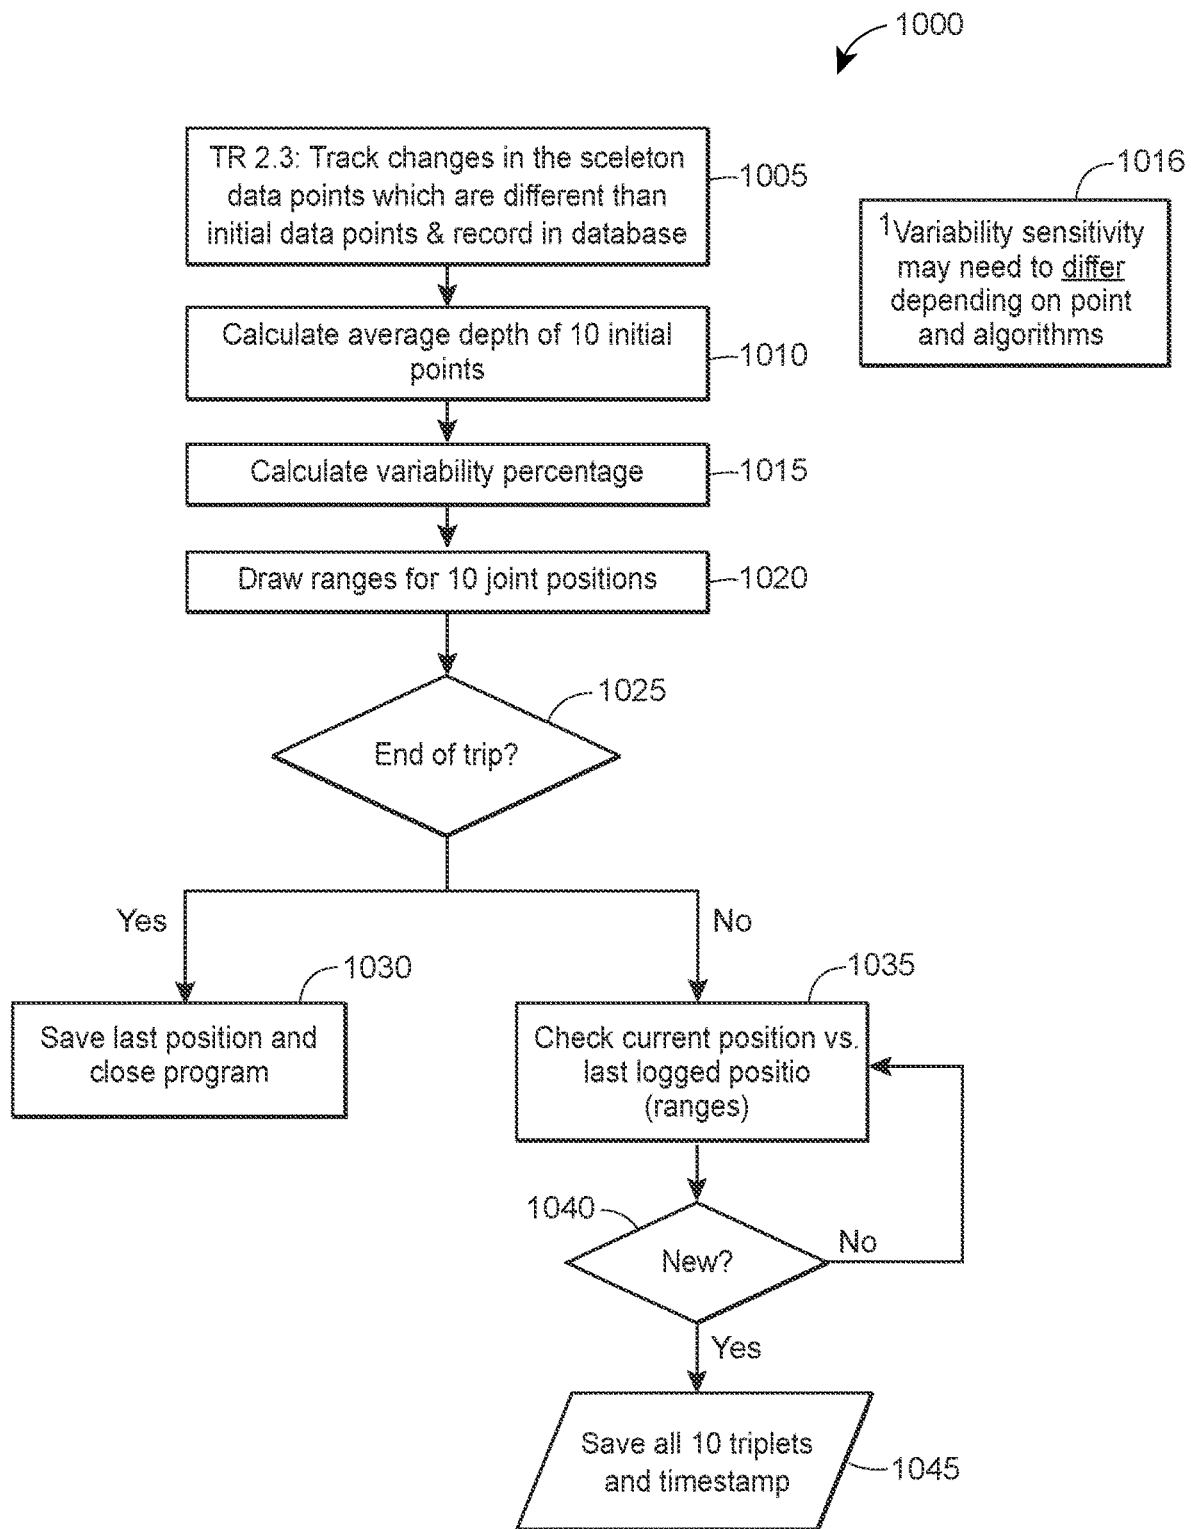 1000
TR 2.3: Track changes in the sceleton
data points which are different than
initial data points & record in database
1005
1016
1Variability sensitivity
may need to differ
depending on point
and algorithms
Calculate average depth of 10 initial
points
1010
Calculate variability percentage
1015
Draw ranges for 10 joint positions
1020
1025
End of trip?
Yes
No
1030
Save last position and
close program
1035
Check current position vs.
last logged positio
(ranges)
1040
New?
No
Yes
Save all 10 triplets
and timestamp
1045